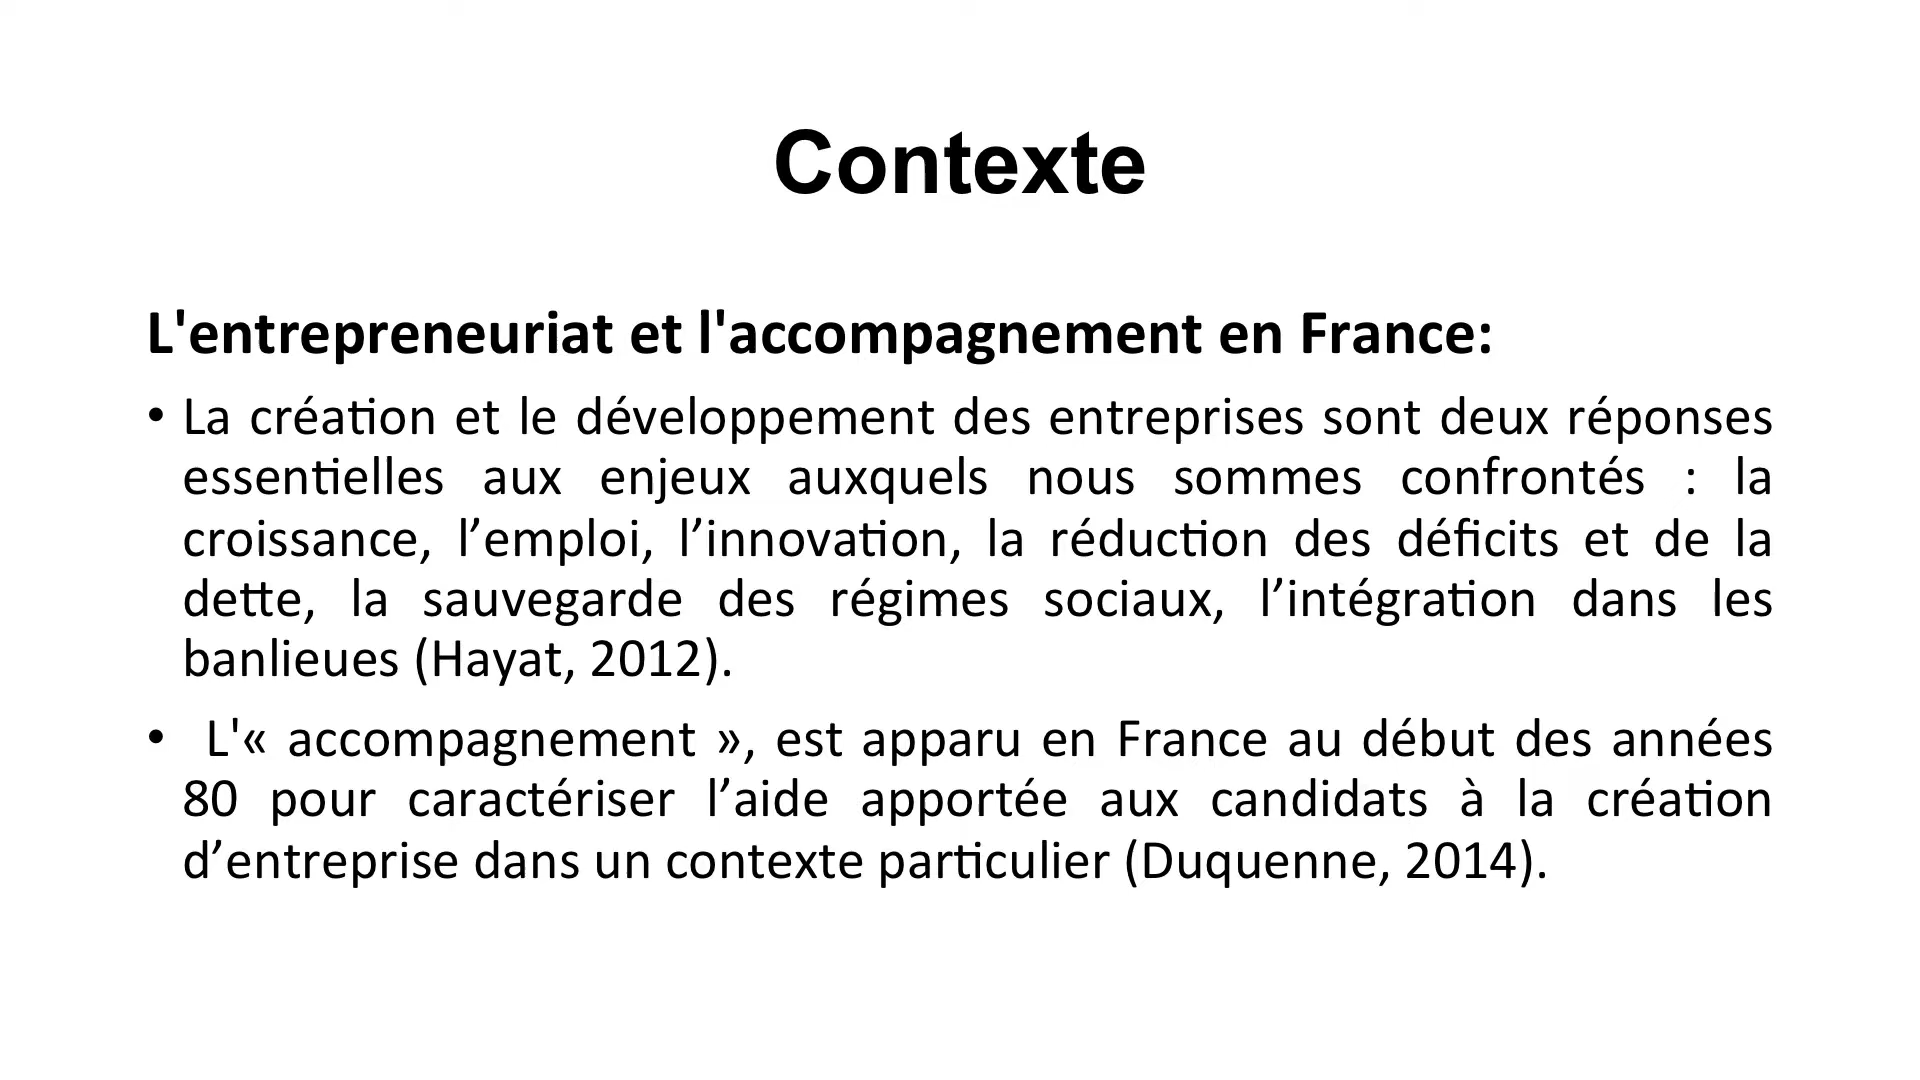 Contexte
L'entrepreneuriat et l'accompagnement en France:
• La création et le développement des entreprises sont deux réponses
essentielles aux enjeux auxquels nous sommes confrontés : la
croissance, l’emploi, l’innovation, la réduction des déficits et de la
dette, la sauvegarde des régimes sociaux, l’intégration dans les
banlieues (Hayat, 2012).
• L'« accompagnement », est apparu en France au début des années
80 pour caractériser l’aide apportée aux candidats à la création
d’entreprise dans un contexte particulier (Duquenne, 2014).